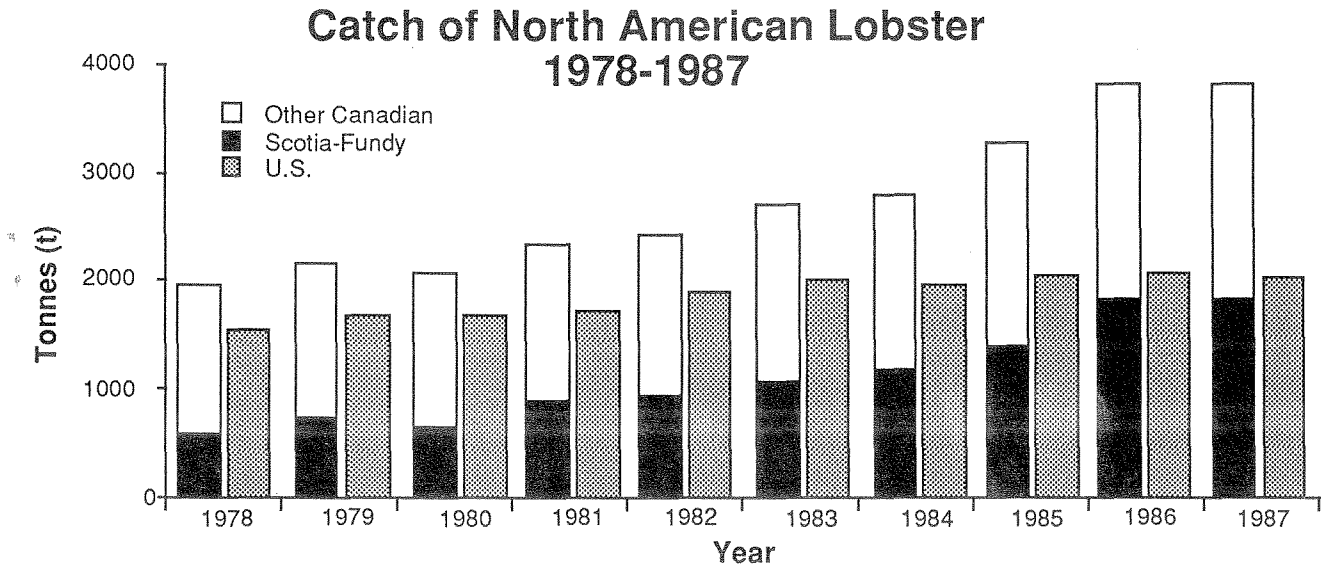 Catch of North American Lobster
1978-1987
4000
3000
2000
1000
0
Tonnes (t)
Other Canadian
Scotia-Fundy
U.S.
1978 1979 1980 1981 1982 1983 1984 1985 1986 1987
Year